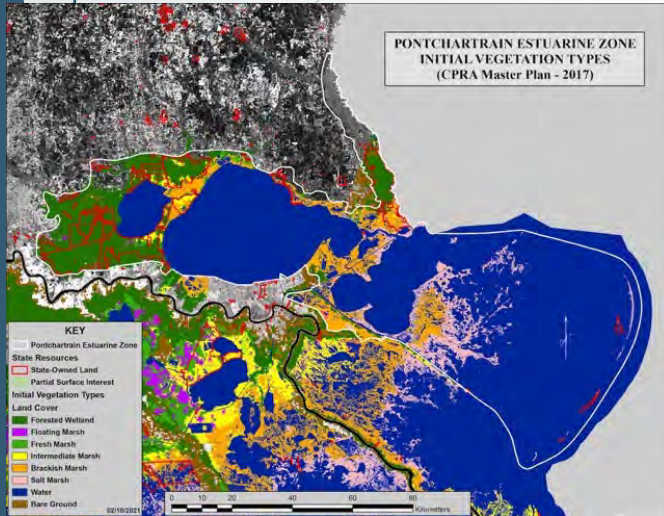 PONTCHARTRAIN ESTUARINE ZONE
INITIAL VEGETATION TYPES
(CPRA Master Plan - 2017)
KEY
Pontchartrain Estuarine Zone
State Resources
State-Owned Land
Partial Surface Interest
Initial Vegetation Types
Land Cover
Forested Wetland
Floating Marsh
Fresh Marsh
Intermediate Marsh
Brackish Marsh
Salt Marsh
Water
Bare Ground
02/18/2021
0 10 20 40 60 80
Kilometers